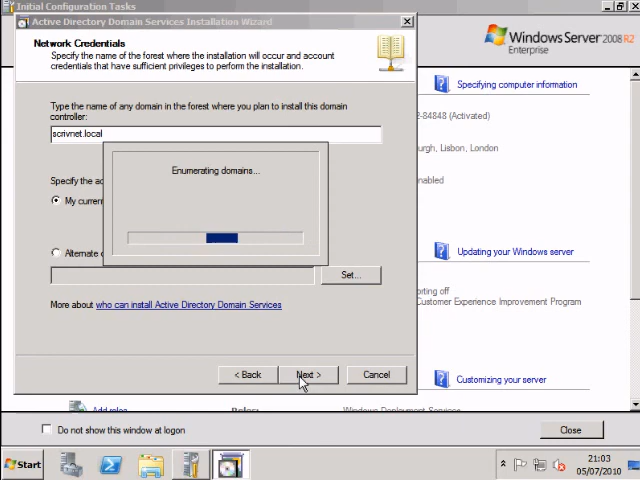 Initial Configuration Tasks
Active Directory Domain Services Installation Wizard
Network Credentials
Specify the name of the forest where the installation will occur and account
credentials that have sufficient privileges to perform the installation.
Windows Server 2008 R2
Enterprise
Type the name of any domain in the forest where you plan to install this domain
controller:
scrivnet.local
Enumerating domains...
Specify the ac
My current
Alternate c
Set...
More about who can install Active Directory Domain Services
< Back
Next >
Cancel
Specifying computer information
2-84848 (Activated)
urgh, Lisbon, London
nabled
Updating your Windows server
orting off
Customer Experience Improvement Program
Customizing your server
Add roles
Roles:
Windows Deployment Services
Do not show this window at logon
Close
Start
21:03
05/07/2010